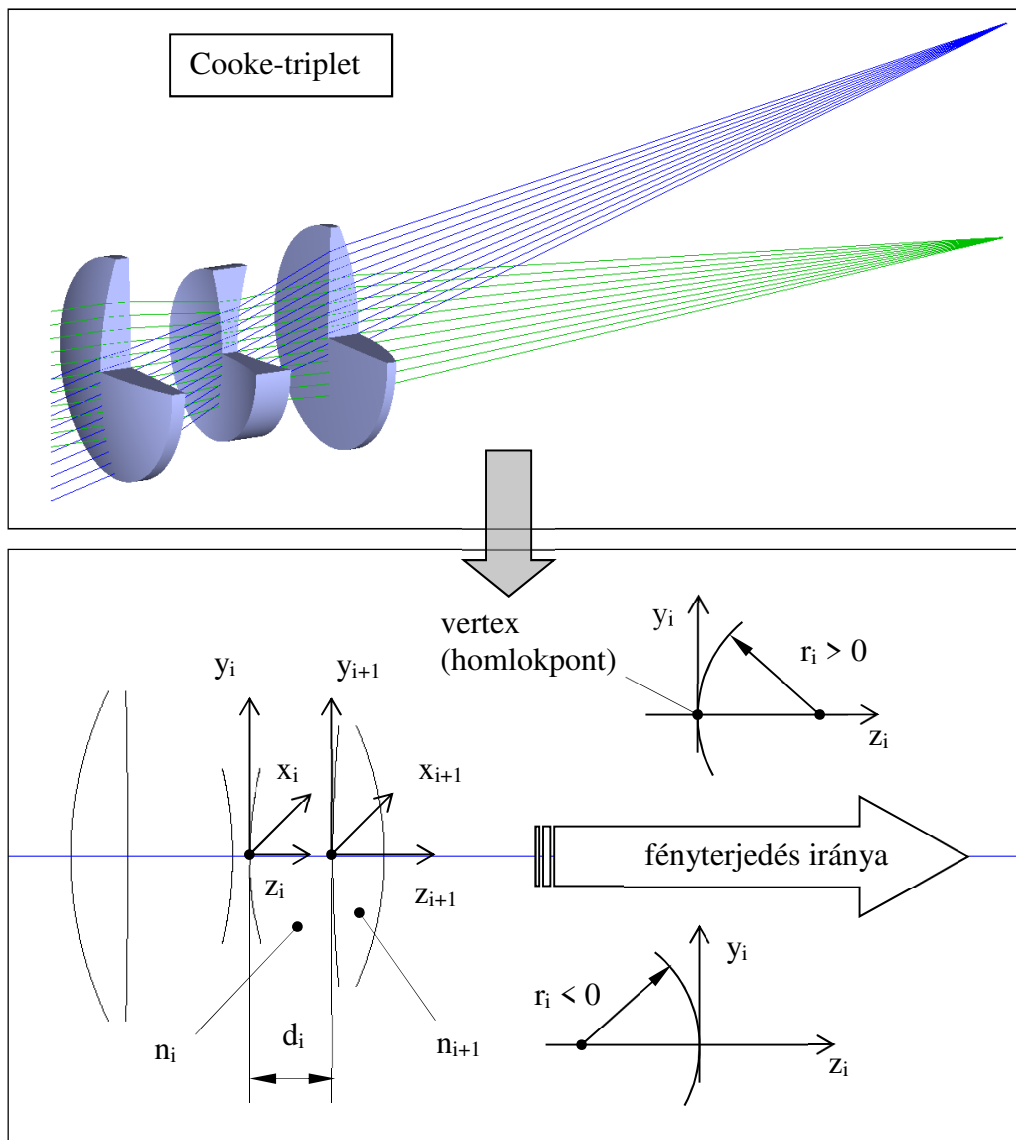 Cooke-triplet
vertex
(homlokpont)
yᵢ
rᵢ > 0
zᵢ
yᵢ
yᵢ₊₁
xᵢ
xᵢ₊₁
zᵢ
zᵢ₊₁
fényterjedés iránya
nᵢ
dᵢ
nᵢ₊₁
yᵢ
rᵢ < 0
zᵢ